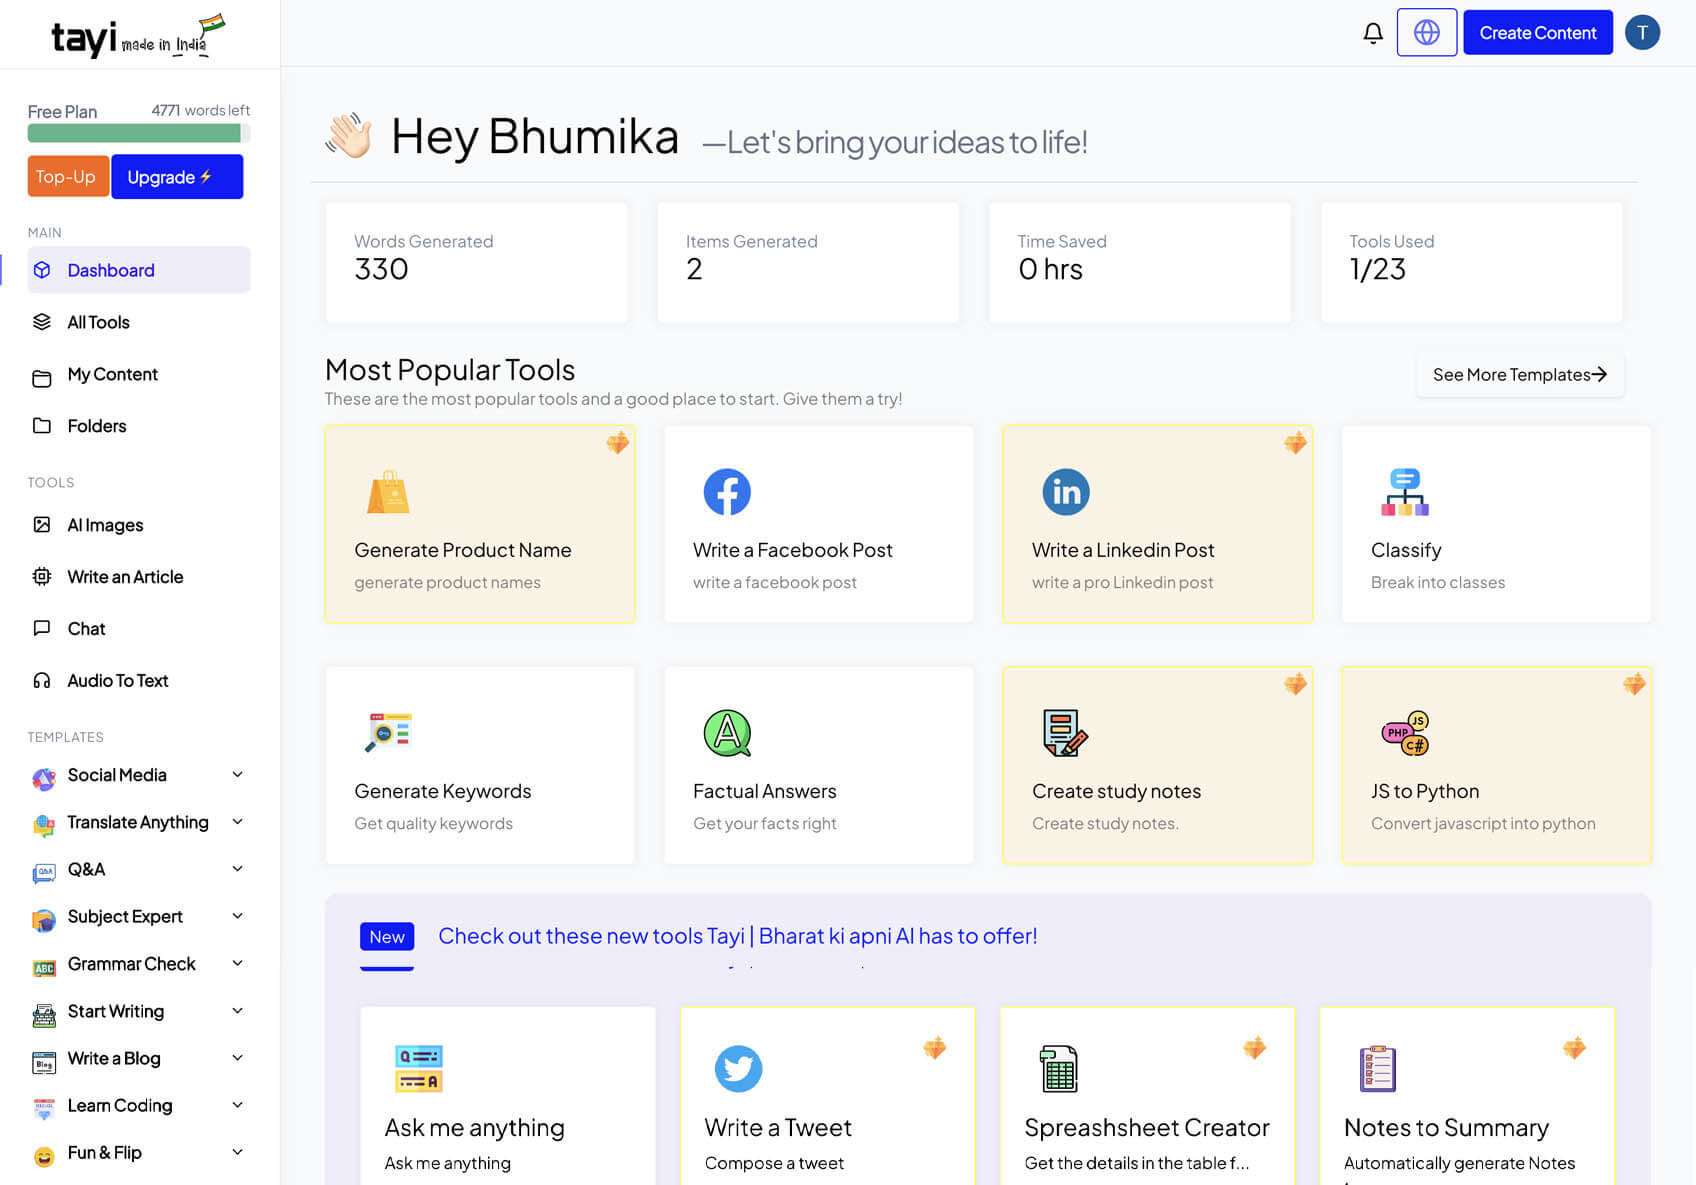 tayi made in India
Create Content
T
Free Plan 4771 words left
Top-Up Upgrade⚡
MAIN
Dashboard
All Tools
My Content
Folders
TOOLS
AI Images
Write an Article
Chat
Audio To Text
TEMPLATES
Social Media
Translate Anything
Q&A
Subject Expert
Grammar Check
Start Writing
Write a Blog
Learn Coding
Fun & Flip
Hey Bhumika —Let's bring your ideas to life!
Words Generated
330
Items Generated
2
Time Saved
0 hrs
Tools Used
1/23
Most Popular Tools
These are the most popular tools and a good place to start. Give them a try!
See More Templates→
Generate Product Name
generate product names
Write a Facebook Post
write a facebook post
in
Write a Linkedin Post
write a pro Linkedin post
Classify
Break into classes
Generate Keywords
Get quality keywords
A
Factual Answers
Get your facts right
Create study notes
Create study notes.
JS
PHP
C#
JS to Python
Convert javascript into python
New Check out these new tools Tayi | Bharat ki apni AI has to offer!
Q
A
Ask me anything
Ask me anything
Write a Tweet
Compose a tweet
Spreashsheet Creator
Get the details in the table f...
Notes to Summary
Automatically generate Notes